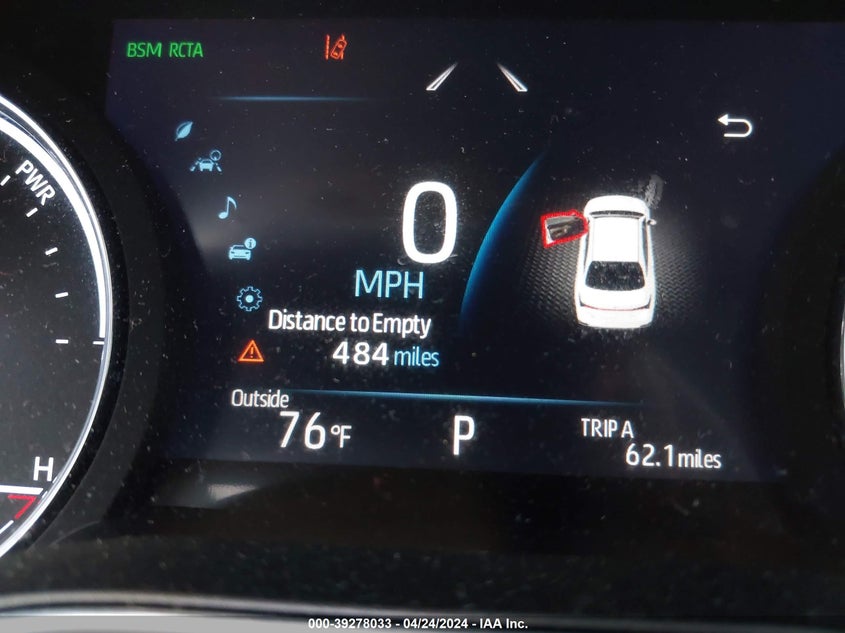 BSM RCTA
PWR
0
MPH
Distance to Empty
484 miles
Outside
76°F
P
TRIP A
62.1 miles
H
000-39278033 - 04/24/2024 - IAA Inc.